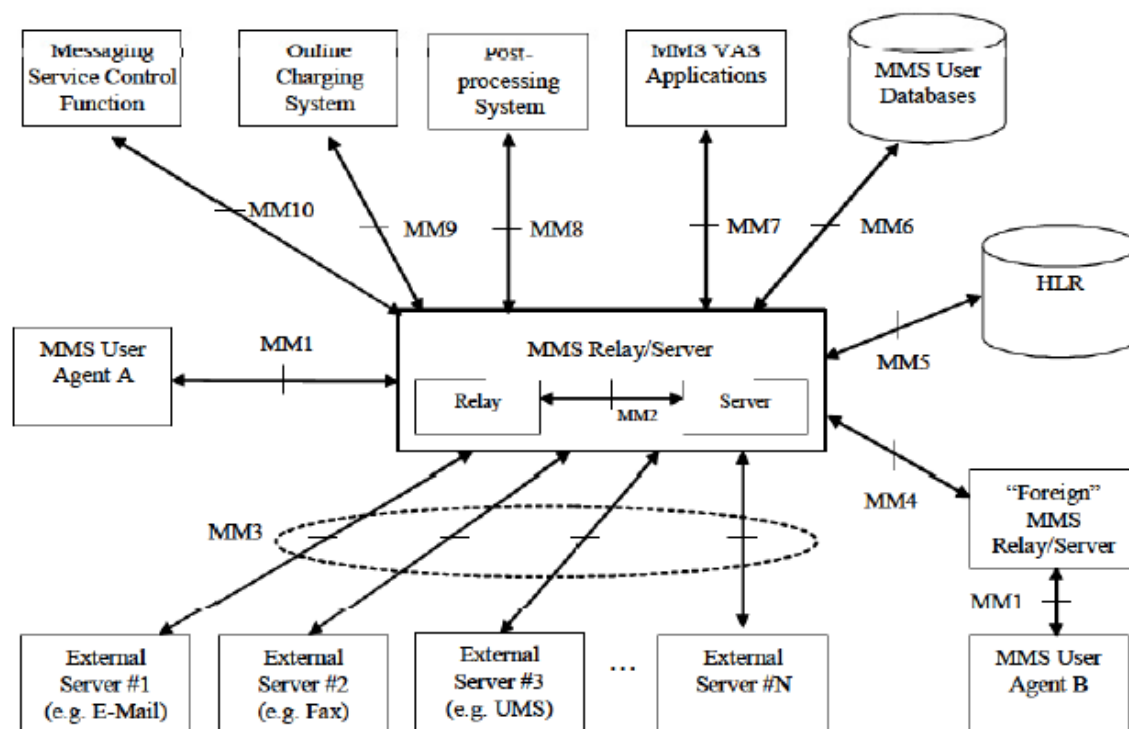 Messaging
Service Control
Function
Online
Charging
System
Post-
processing
System
MM3 VA3
Applications
MMS User
Databases
MM10
MM9
MM8
MM7
MM6
HLR
MM5
MMS User
Agent A
MM1
MMS Relay/Server
Relay
MM2
Server
MM4
MM3
"Foreign"
MMS
Relay/Server
MM1
External
Server #1
(e.g. E-Mail)
External
Server #2
(e.g. Fax)
External
Server #3
(e.g. UMS)
...
External
Server #N
MMS User
Agent B